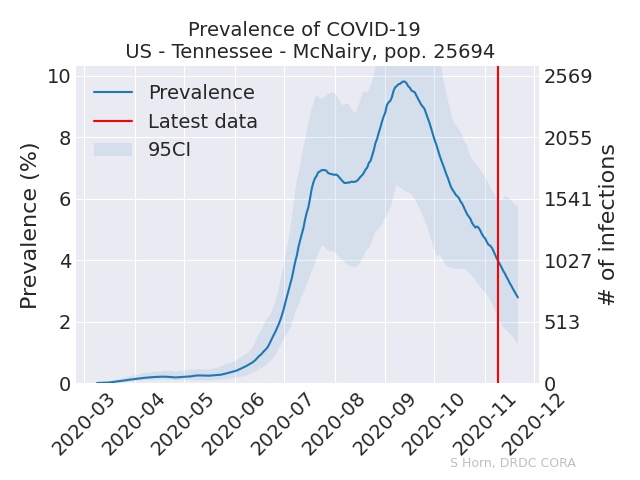 Prevalence of COVID-19
US - Tennessee - McNairy, pop. 25694
Prevalence
Latest data
95CI
Prevalence (%)
10
8
6
4
2
0
2569
2055
1541
1027
513
0
# of infections
2020-03
2020-04
2020-05
2020-06
2020-07
2020-08
2020-09
2020-10
2020-11
2020-12
S Horn, DRDC CORA